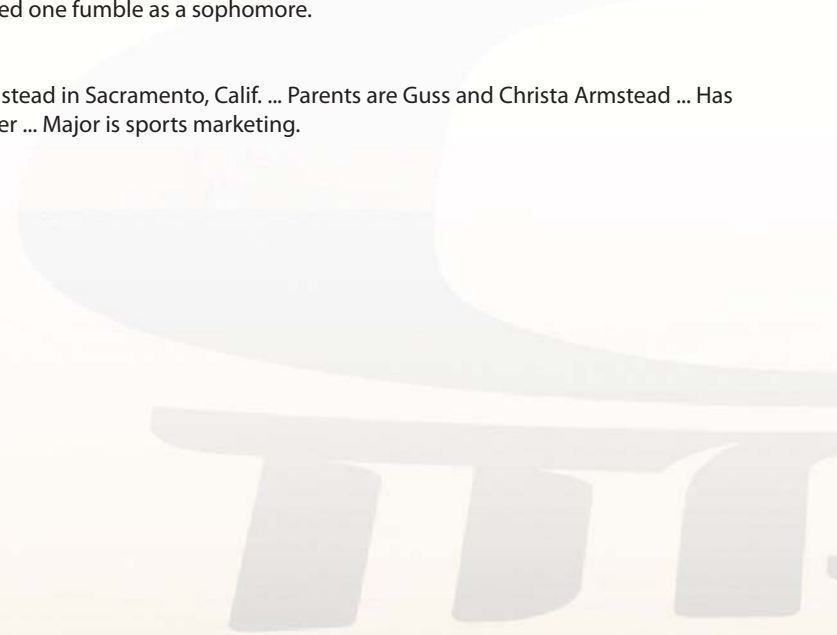 ed one fumble as a sophomore.
stead in Sacramento, Calif. ... Parents are Guss and Christa Armstead ... Has
er ... Major is sports marketing.